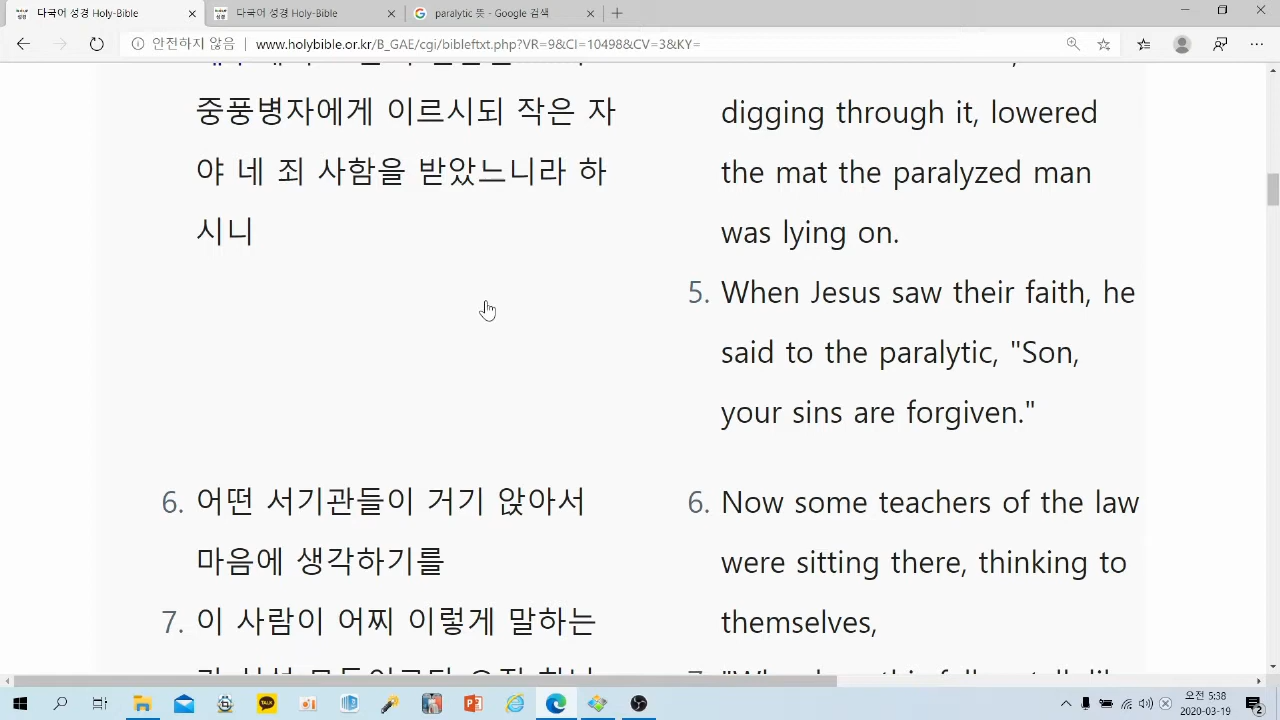 다국어 성경 Holy-Bible
다국어 성경 Holy-Bible
paralytic 뜻 - Google 검색
안전하지 않음
www.holybible.or.kr/B_GAE/cgi/bibleftxt.php?VR=9&CI=10498&CV=3&KY=
중풍병자에게 이르시되 작은 자
야 네 죄 사함을 받았느니라 하
시니
digging through it, lowered
the mat the paralyzed man
was lying on.
5. When Jesus saw their faith, he
said to the paralytic, "Son,
your sins are forgiven."
6. 어떤 서기관들이 거기 앉아서
마음에 생각하기를
7. 이 사람이 어찌 이렇게 말하는
6. Now some teachers of the law
were sitting there, thinking to
themselves,
TALK
오전 5:38
2020-03-19
2